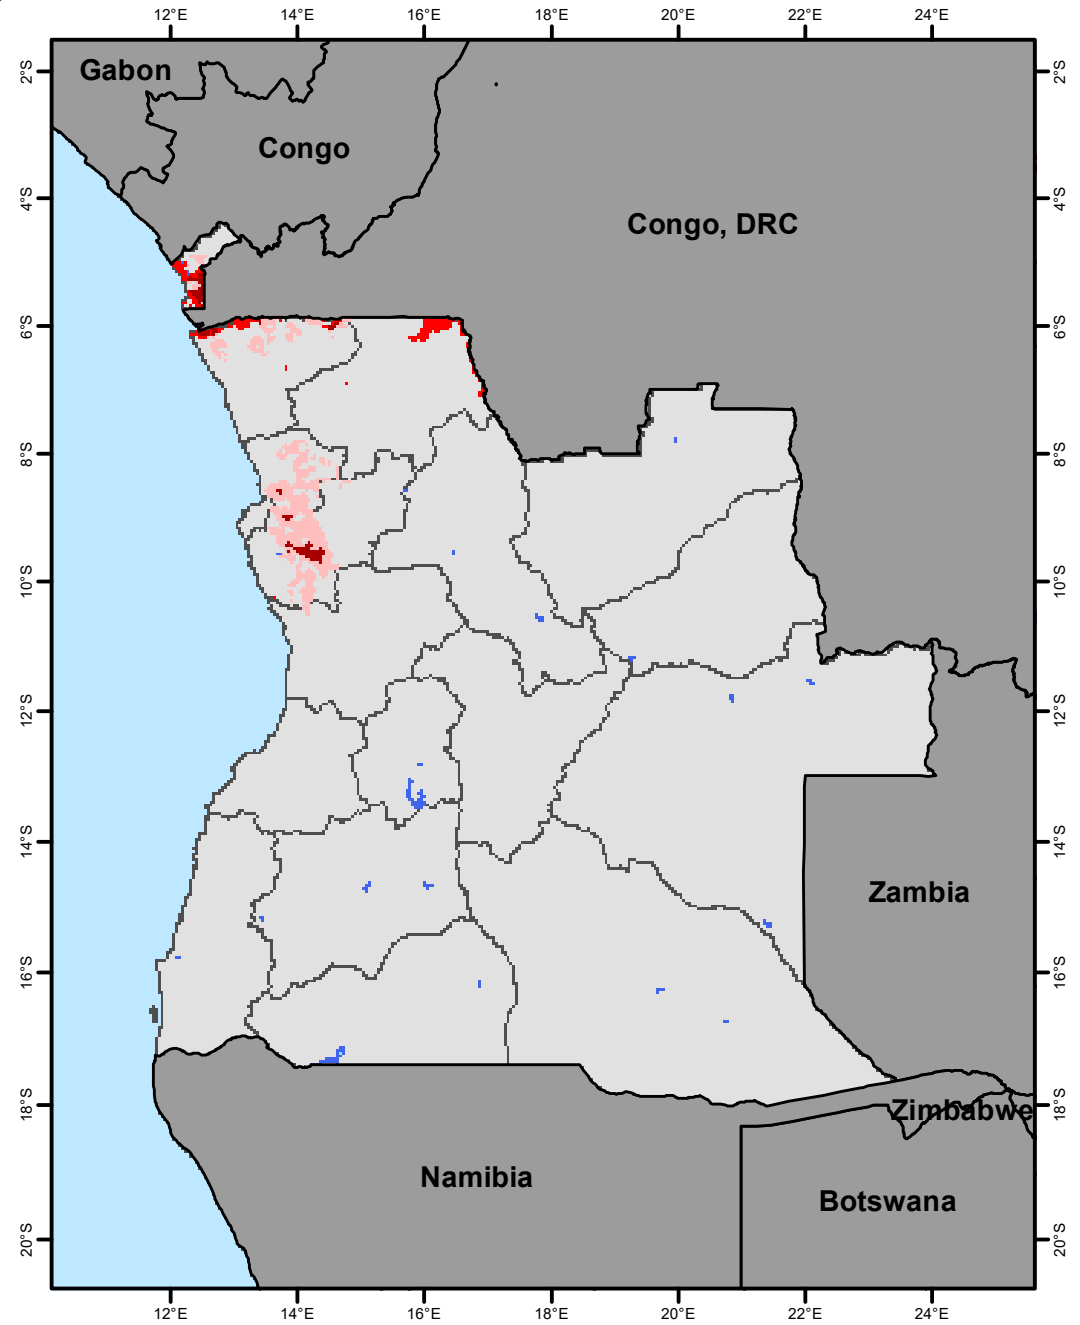 12°E 14°E 16°E 18°E 20°E 22°E 24°E
2°S 2°S
Gabon
Congo
4°S 4°S
Congo, DRC
6°S 6°S
8°S 8°S
10°S 10°S
12°S 12°S
14°S 14°S
Zambia
16°S 16°S
18°S 18°S
Zimbabwe
Namibia
Botswana
20°S 20°S
12°E 14°E 16°E 18°E 20°E 22°E 24°E